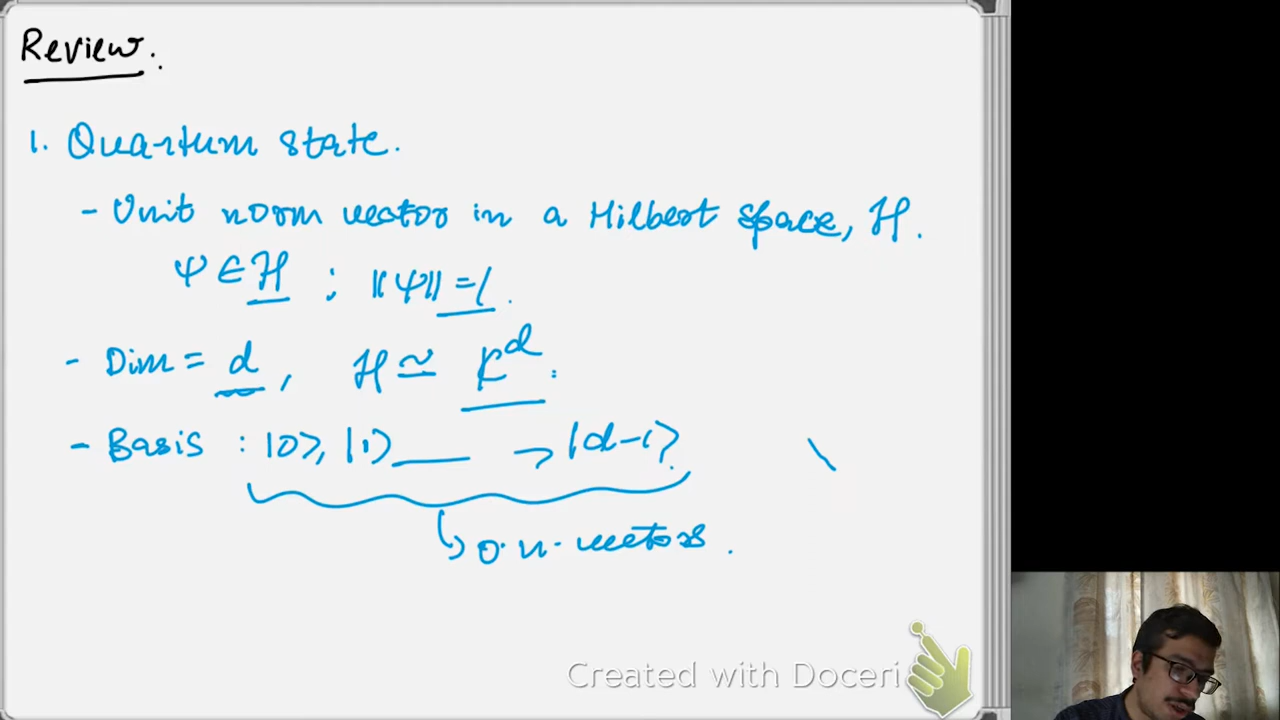 Review.
1. Quantum state.
- Unit norm vector in a Hilbert space, H.
Ψ ∈ H ; ||Ψ|| = 1.
- Dim = d, H ≃ ℂ^d.
- Basis : |0>, |1> ___ , |d-1>.
↳ o.n. vectors.
Created with Doceri